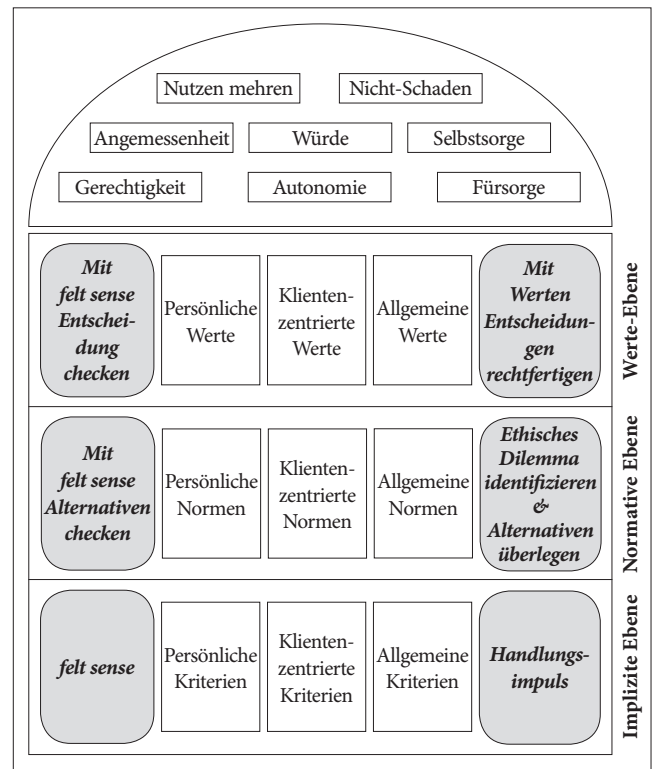 Nutzen mehren
Nicht-Schaden
Angemessenheit
Würde
Selbstsorge
Gerechtigkeit
Autonomie
Fürsorge
Mit
felt sense
Entschei-
dung
checken
Persönliche
Werte
Klienten-
zentrierte
Werte
Allgemeine
Werte
Mit
Werten
Entscheidun-
gen
rechtfertigen
Werte-Ebene
Mit
felt sense
Alternativen
checken
Persönliche
Normen
Klienten-
zentrierte
Normen
Allgemeine
Normen
Ethisches
Dilemma
identifizieren
&
Alternativen
überlegen
Normative Ebene
felt sense
Persönliche
Kriterien
Klienten-
zentrierte
Kriterien
Allgemeine
Kriterien
Handlungs-
impuls
Implizite Ebene